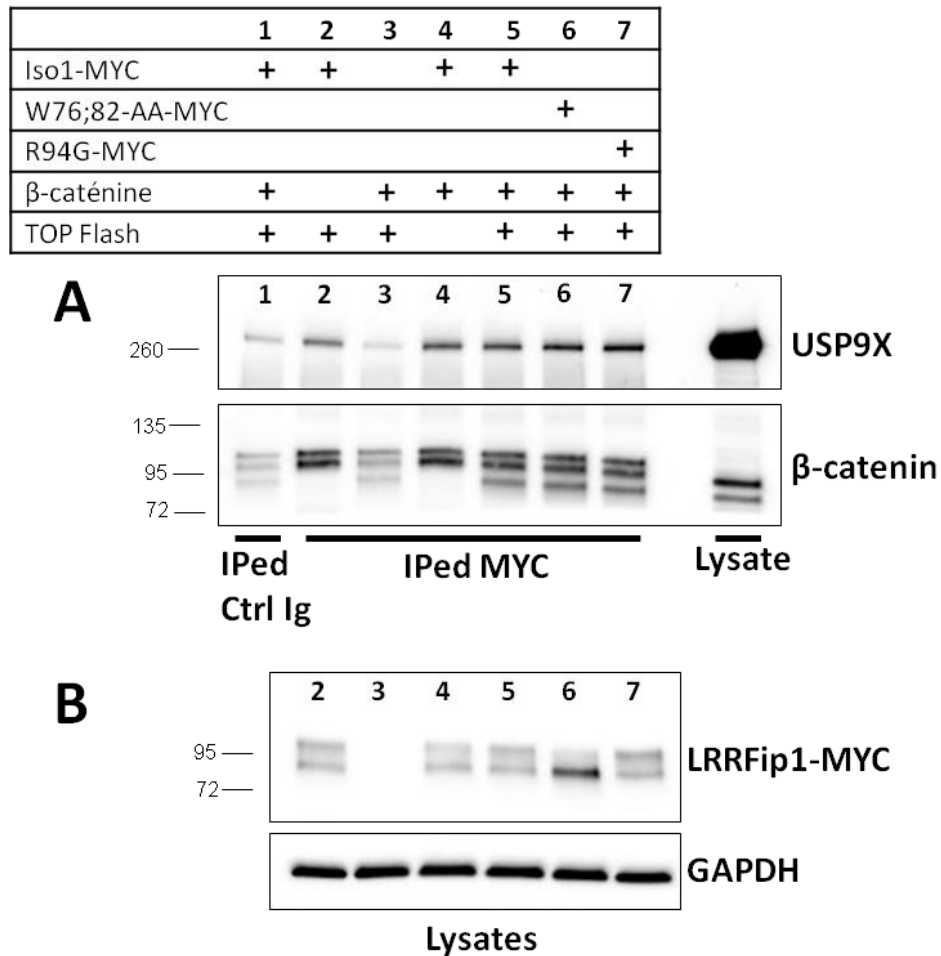 1 2 3 4 5 6 7
Iso1-MYC + + + +
W76;82-AA-MYC +
R94G-MYC +
β-caténine + + + + + +
TOP Flash + + + + + +
A
1 2 3 4 5 6 7
260
USP9X
135
95
72
β-catenin
IPed Ctrl Ig
IPed MYC
Lysate
B
2 3 4 5 6 7
95
72
LRRFip1-MYC
GAPDH
Lysates